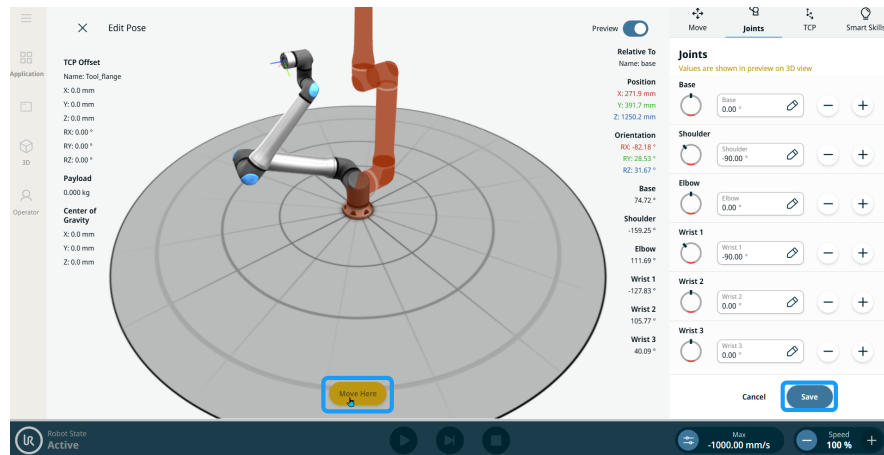 Edit Pose
Preview
TCP Offset
Name: Tool_flange
X: 0.0 mm
Y: 0.0 mm
Z: 0.0 mm
RX: 0.00 °
RY: 0.00 °
RZ: 0.00 °
Payload
0.000 kg
Center of
Gravity
X: 0.0 mm
Y: 0.0 mm
Z: 0.0 mm
Application
3D
Operator
Relative To
Name: base
Position
X: 271.9 mm
Y: 391.7 mm
Z: 1250.2 mm
Orientation
RX: -82.18 °
RY: 28.53 °
RZ: 31.67 °
Base
74.72 °
Shoulder
-159.25 °
Elbow
111.69 °
Wrist 1
-127.83 °
Wrist 2
105.77 °
Wrist 3
40.09 °
Move Here
Move
Joints
TCP
Smart Skills
Joints
Values are shown in preview on 3D view
Base
Base
0.00 °
Shoulder
Shoulder
-90.00 °
Elbow
Elbow
0.00 °
Wrist 1
Wrist 1
-90.00 °
Wrist 2
Wrist 2
0.00 °
Wrist 3
Wrist 3
0.00 °
Cancel
Save
UR
Robot State
Active
Max
-1000.00 mm/s
Speed
100 %